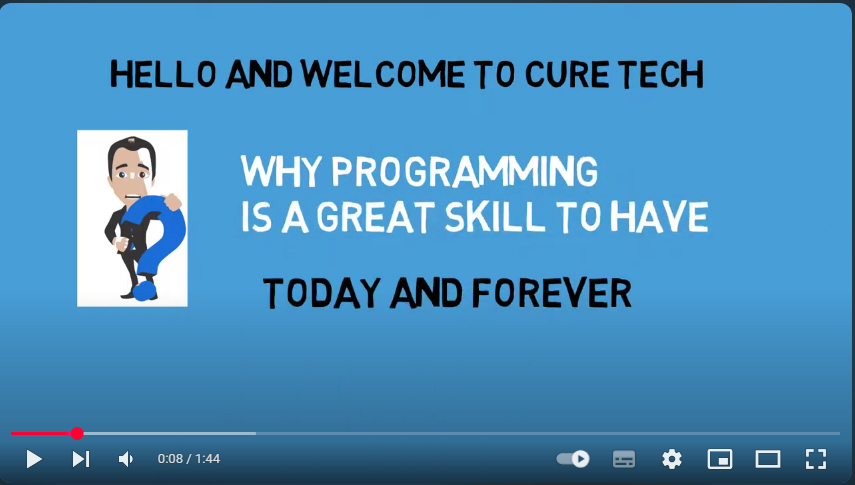 HELLO AND WELCOME TO CURE TECH
WHY PROGRAMMING
IS A GREAT SKILL TO HAVE
TODAY AND FOREVER
0:08 / 1:44